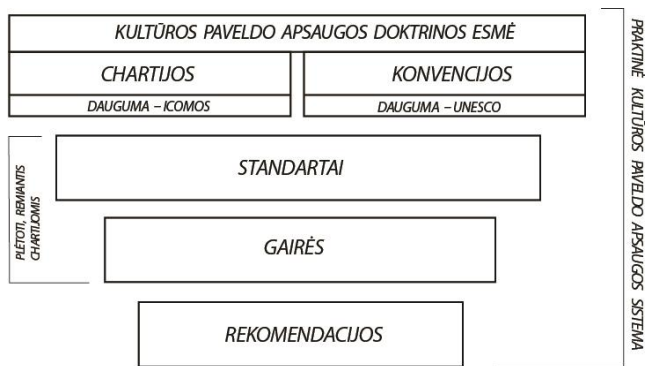 KULTŪROS PAVELDO APSAUGOS DOKTRINOS ESMĖ
CHARTIJOS
KONVENCIJOS
DAUGUMA – ICOMOS
DAUGUMA – UNESCO
STANDARTAI
GAIRĖS
REKOMENDACIJOS
PLĖTOTI, REMIANTIS
CHARTIJOMIS
PRAKTINĖ KULTŪROS PAVELDO APSAUGOS SISTEMA